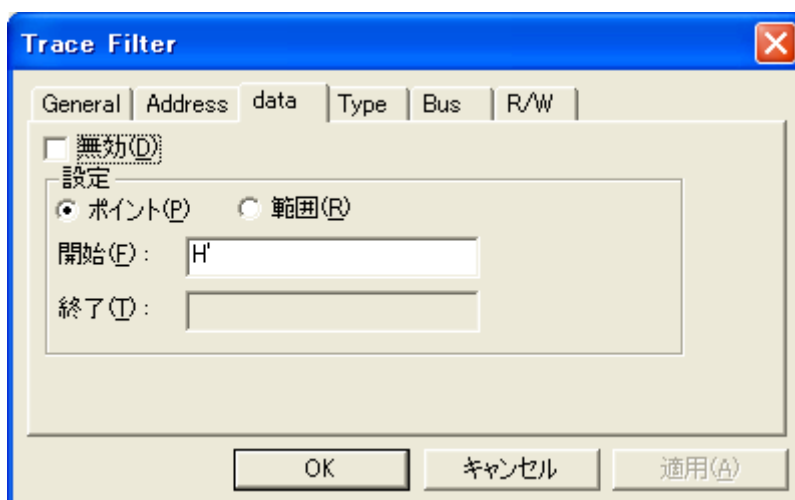 Trace Filter
General Address data Type Bus R/W
無効(D)
設定
ポイント(P) 範囲(R)
開始(F): H'
終了(T):
OK キャンセル 適用(A)